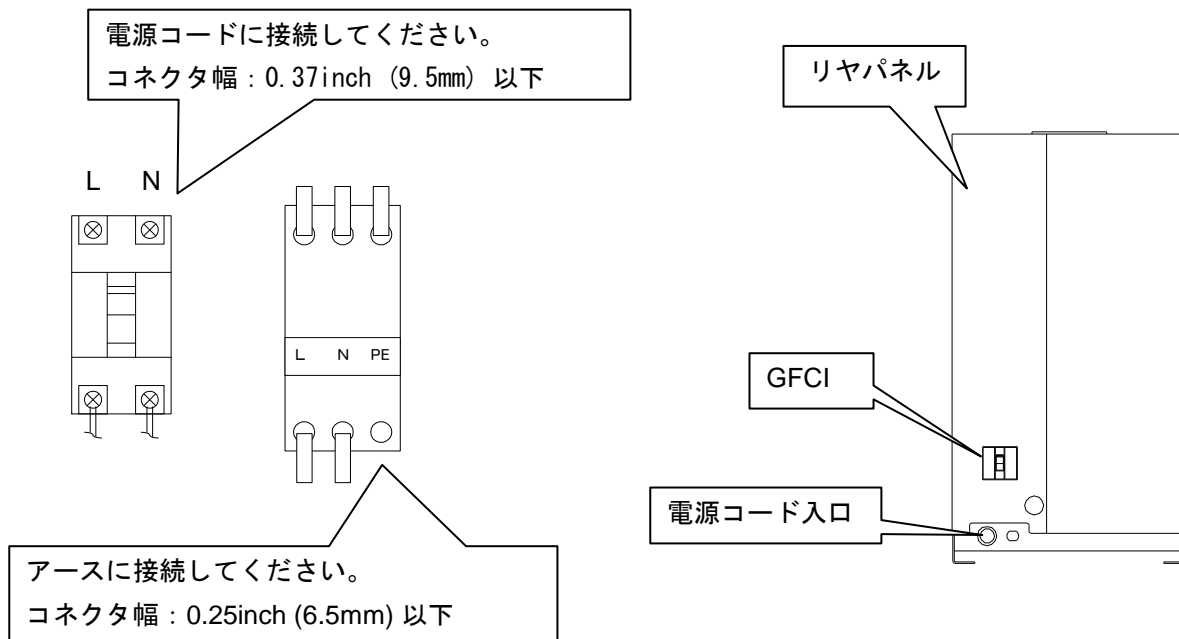 電源コードに接続してください。
コネクタ幅：0.37inch (9.5mm) 以下
リヤパネル
L N
L N PE
GFCI
電源コード入口
アースに接続してください。
コネクタ幅：0.25inch (6.5mm) 以下